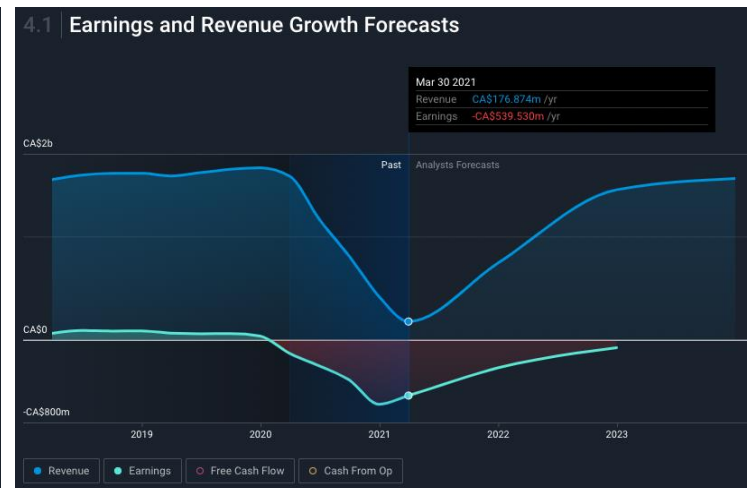 4.1 Earnings and Revenue Growth Forecasts
Mar 30 2021
Revenue CA$176.874m /yr
Earnings -CA$539.530m /yr
CA$2b
Past Analysts Forecasts
CA$0
-CA$800m
2019 2020 2021 2022 2023
Revenue Earnings Free Cash Flow Cash From Op